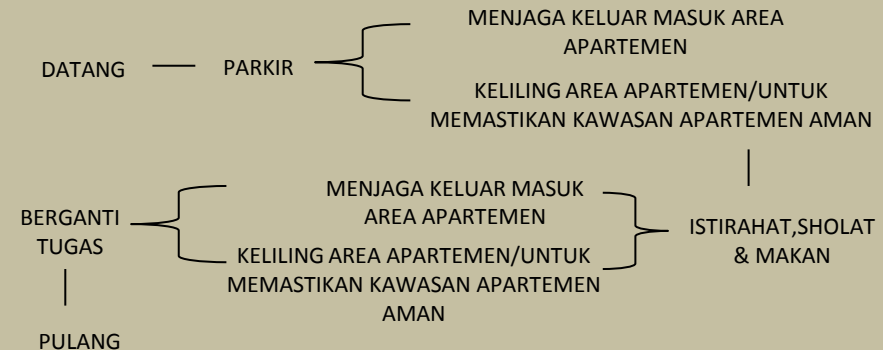 DATANG
PARKIR
MENJAGA KELUAR MASUK AREA
APARTEMEN
KELILING AREA APARTEMEN/UNTUK
MEMASTIKAN KAWASAN APARTEMEN AMAN
ISTIRAHAT,SHOLAT
& MAKAN
MENJAGA KELUAR MASUK
AREA APARTEMEN
KELILING AREA APARTEMEN/UNTUK
MEMASTIKAN KAWASAN APARTEMEN
AMAN
BERGANTI
TUGAS
PULANG